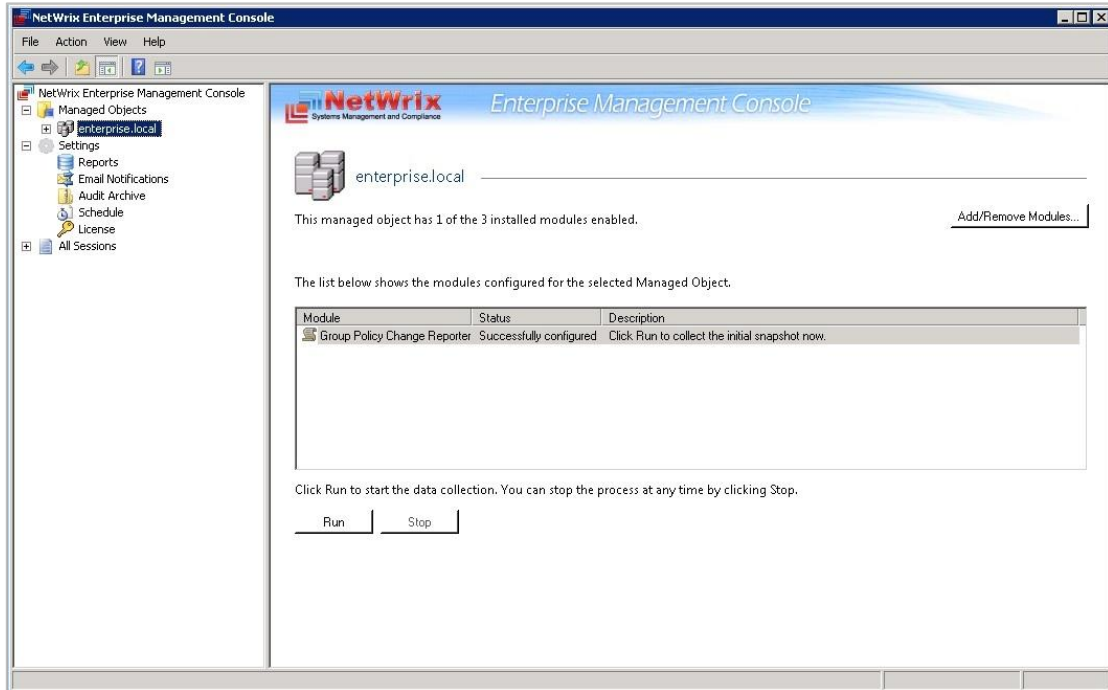 NetWrix Enterprise Management Console
File Action View Help
NetWrix Enterprise Management Console
Managed Objects
enterprise.local
Settings
Reports
Email Notifications
Audit Archive
Schedule
License
All Sessions
NetWrix Enterprise Management Console
Systems Management and Compliance
enterprise.local
This managed object has 1 of the 3 installed modules enabled.
Add/Remove Modules...
The list below shows the modules configured for the selected Managed Object.
Module Status Description
Group Policy Change Reporter Successfully configured Click Run to collect the initial snapshot now.
Click Run to start the data collection. You can stop the process at any time by clicking Stop.
Run Stop